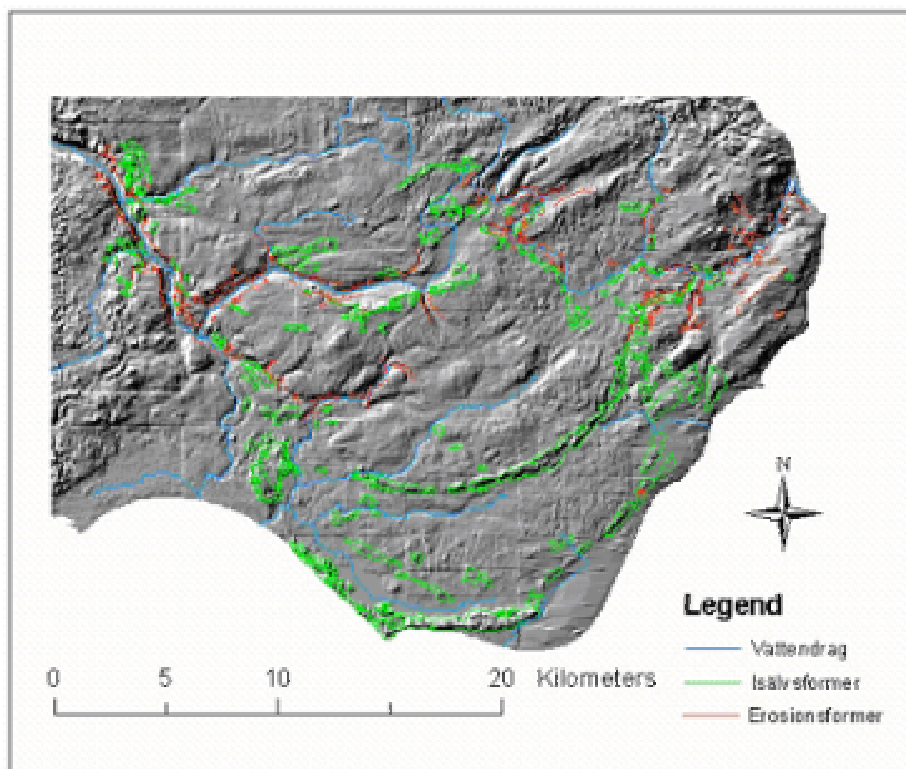 N
Legend
Vattendrag
Isälvsformer
Erosionsformer
0 5 10 20 Kilometers